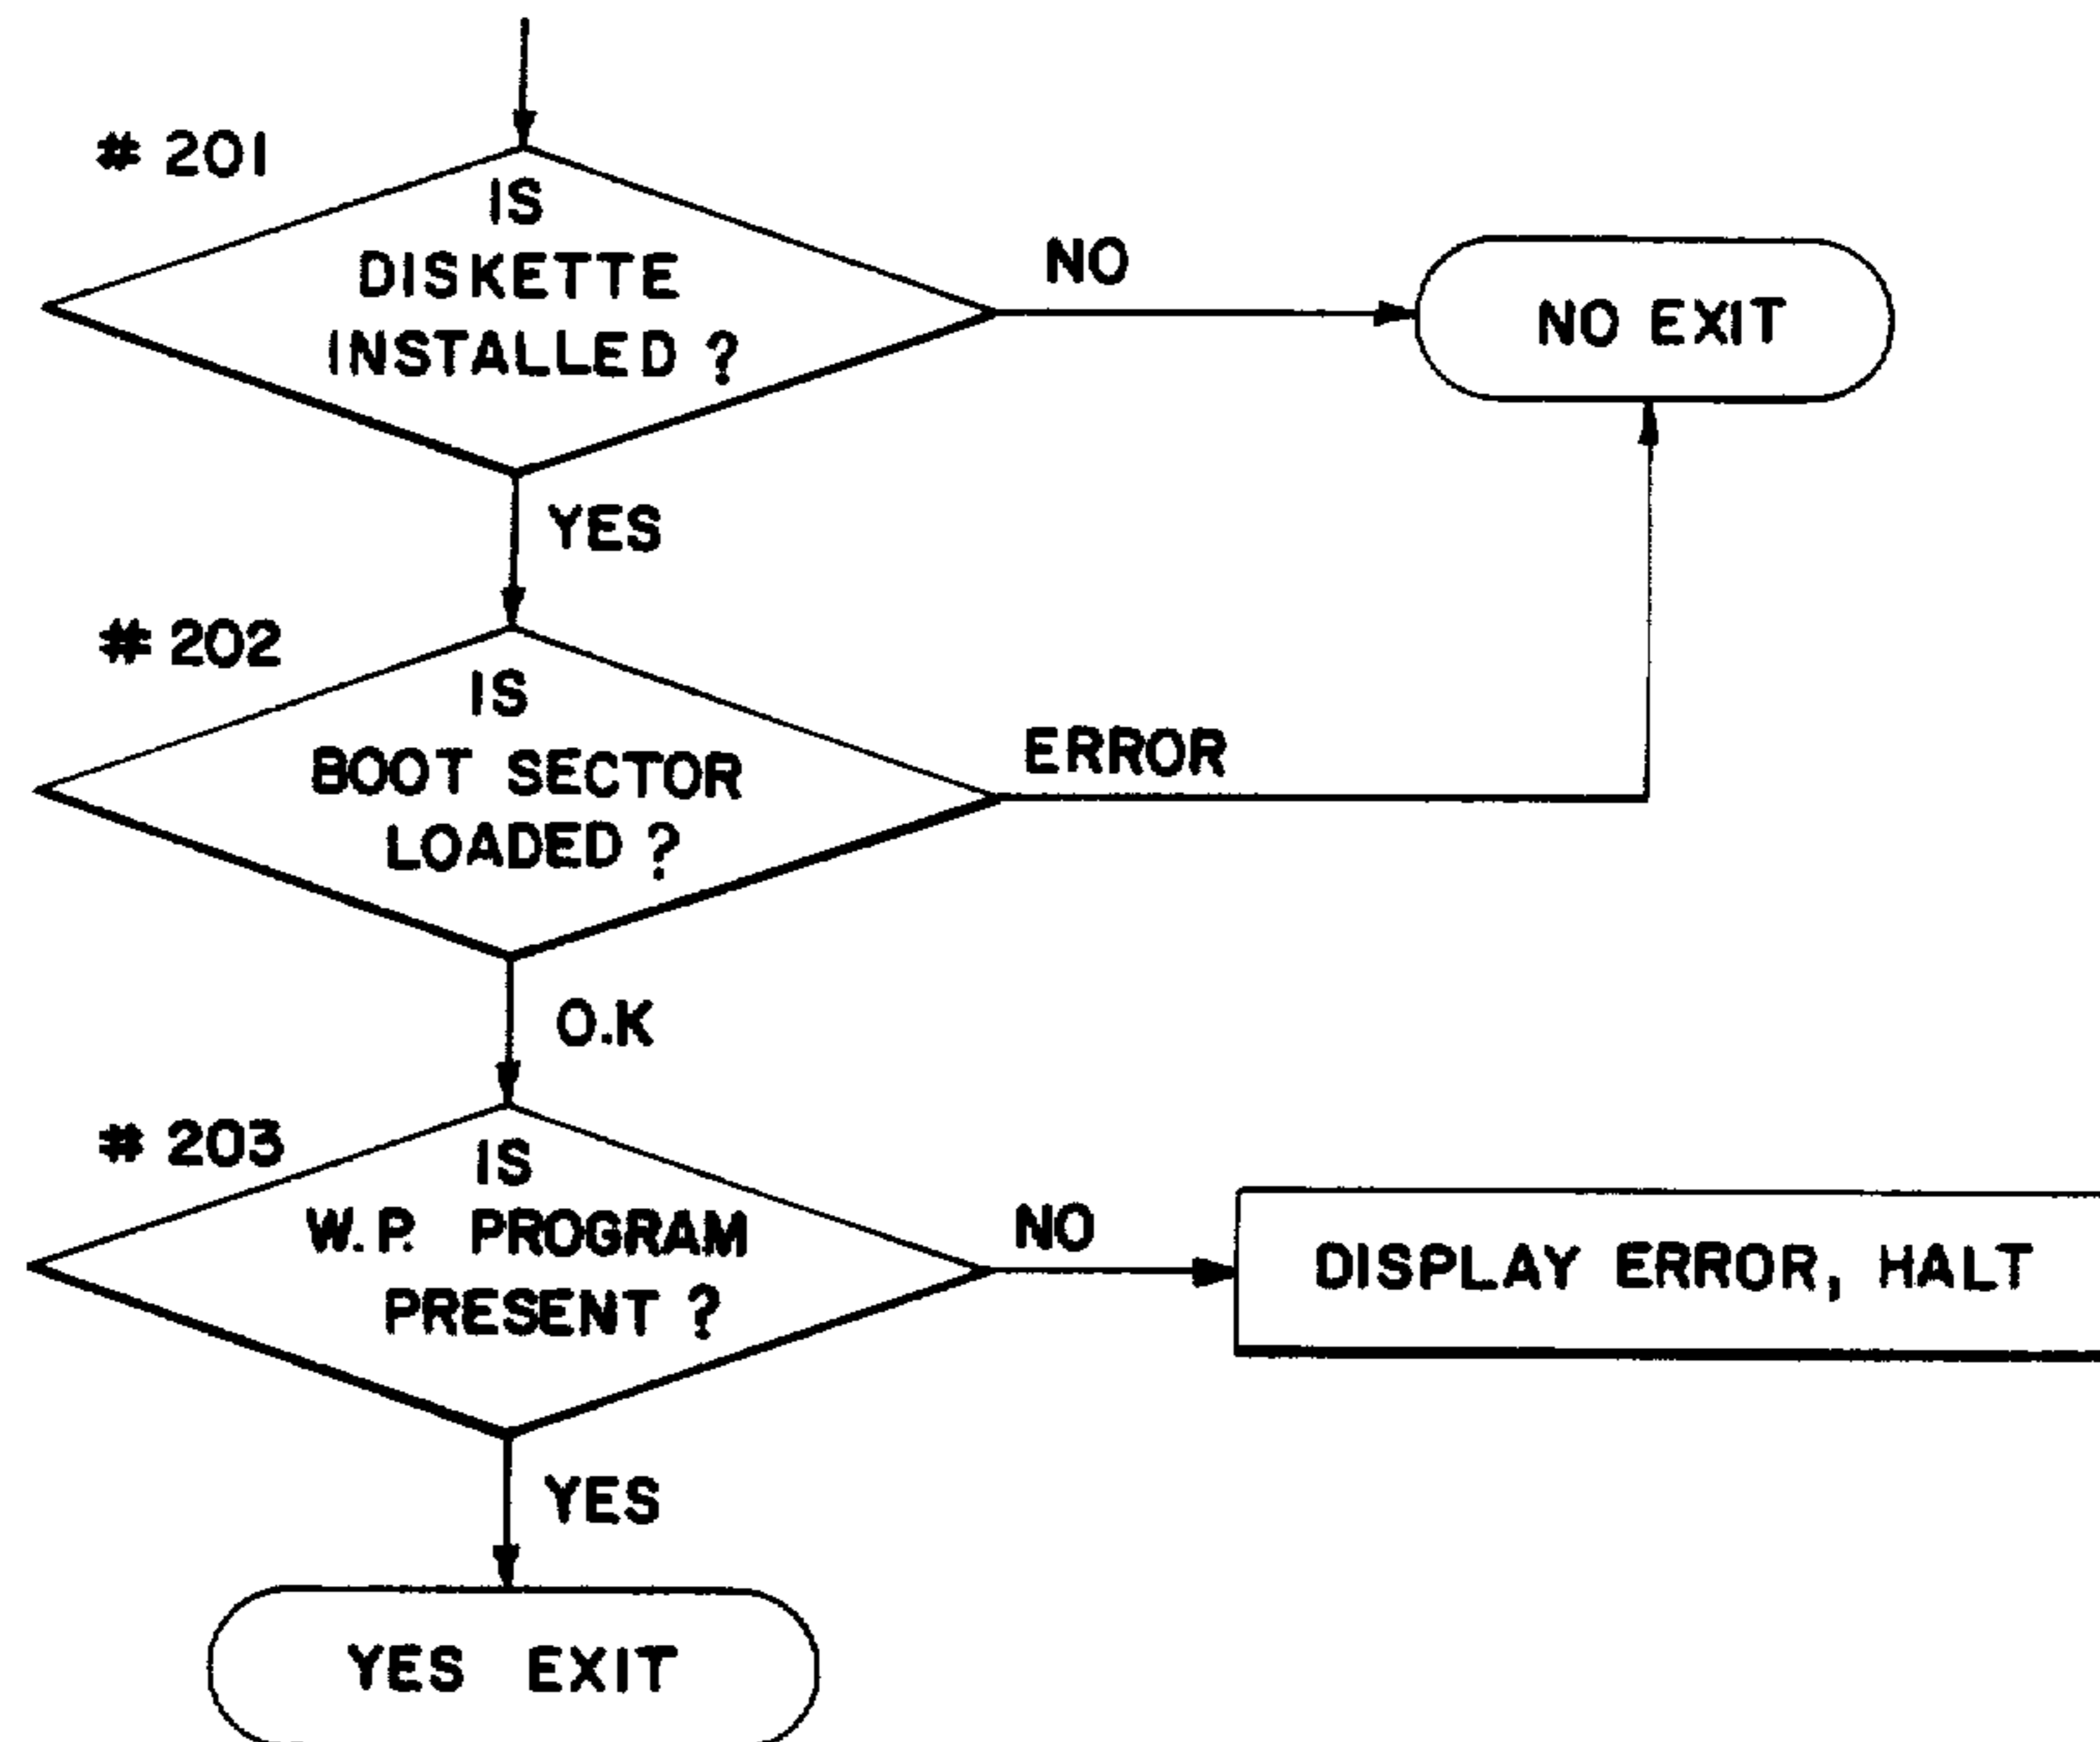 # 201
IS
DISKETTE
INSTALLED ?
NO
NO EXIT
YES
# 202
IS
BOOT SECTOR
LOADED ?
ERROR
O.K
# 203
IS
W.P. PROGRAM
PRESENT ?
NO
DISPLAY ERROR, HALT
YES
YES EXIT